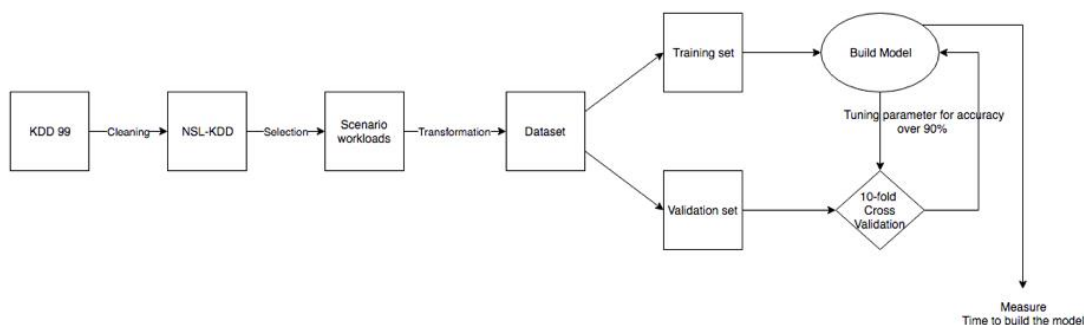 KDD 99
Cleaning
NSL-KDD
Selection
Scenario
workloads
Transformation
Dataset
Training set
Build Model
Tuning parameter for accuracy
over 90%
Validation set
10-fold
Cross
Validation
Measure
Time to build the model